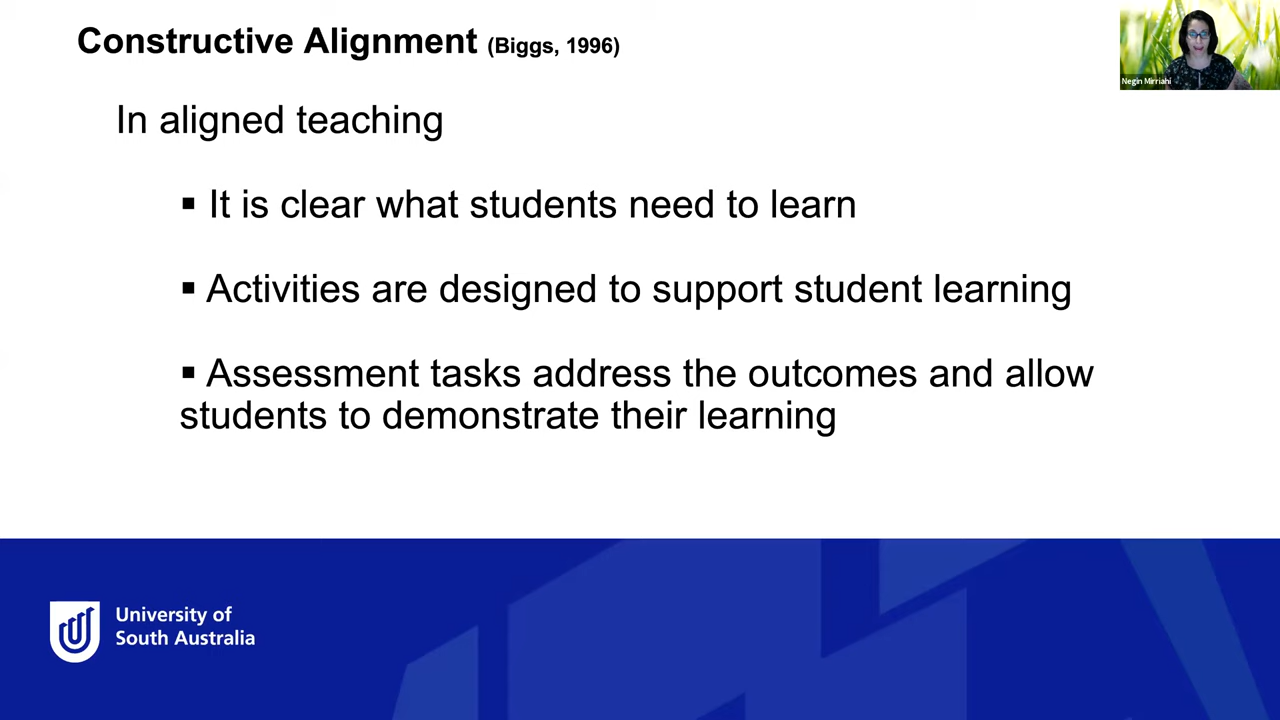 Constructive Alignment (Biggs, 1996)
Negin Mirriahi
In aligned teaching
▪ It is clear what students need to learn
▪ Activities are designed to support student learning
▪ Assessment tasks address the outcomes and allow
students to demonstrate their learning
University of
South Australia